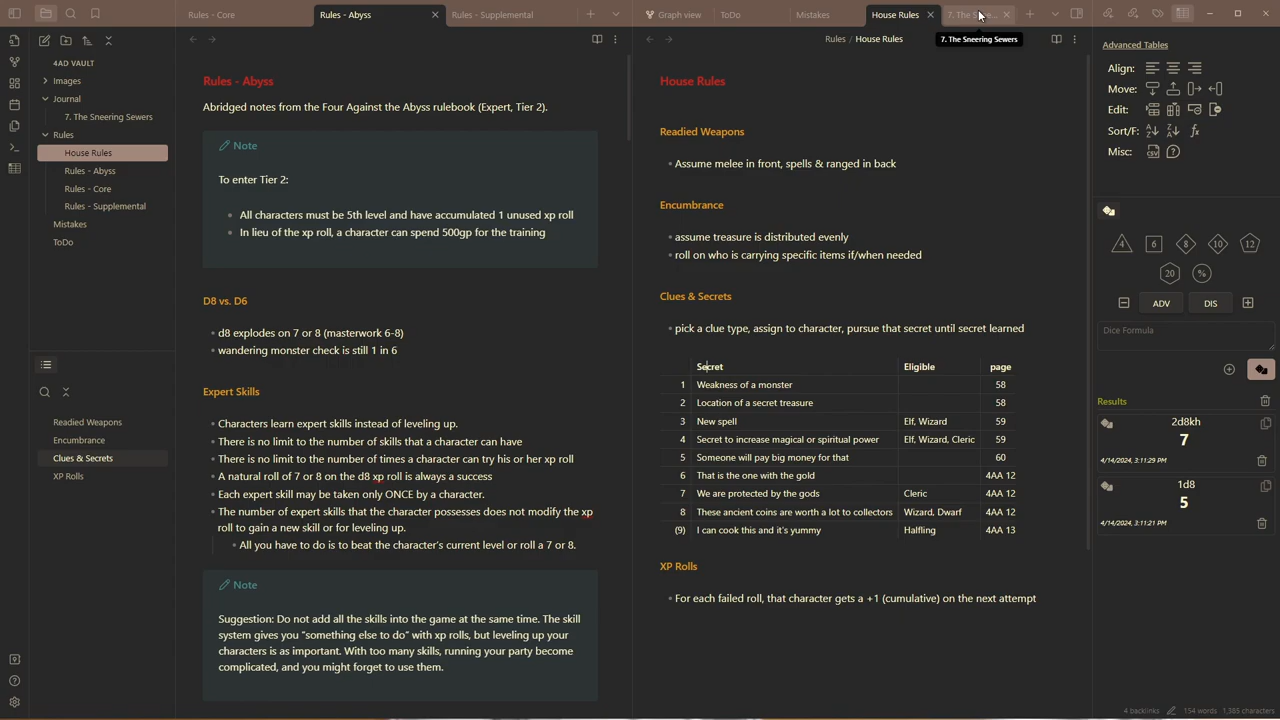 Rules - Core
Rules - Abyss
Rules - Supplemental
Graph view
ToDo
Mistakes
House Rules
7. The Snee...
7. The Sneering Sewers
4AD VAULT
Images
Journal
7. The Sneering Sewers
Rules
House Rules
Rules - Abyss
Rules - Core
Rules - Supplemental
Mistakes
ToDo
Readied Weapons
Encumbrance
Clues & Secrets
XP Rolls
Rules - Abyss
Abridged notes from the Four Against the Abyss rulebook (Expert, Tier 2).
Note
To enter Tier 2:
All characters must be 5th level and have accumulated 1 unused xp roll
In lieu of the xp roll, a character can spend 500gp for the training
D8 vs. D6
d8 explodes on 7 or 8 (masterwork 6-8)
wandering monster check is still 1 in 6
Expert Skills
Characters learn expert skills instead of leveling up.
There is no limit to the number of skills that a character can have
There is no limit to the number of times a character can try his or her xp roll
A natural roll of 7 or 8 on the d8 xp roll is always a success
Each expert skill may be taken only ONCE by a character.
The number of expert skills that the character possesses does not modify the xp
roll to gain a new skill or for leveling up.
All you have to do is to beat the character's current level or roll a 7 or 8.
Note
Suggestion: Do not add all the skills into the game at the same time. The skill
system gives you "something else to do" with xp rolls, but leveling up your
characters is as important. With too many skills, running your party become
complicated, and you might forget to use them.
Rules / House Rules
House Rules
Readied Weapons
Assume melee in front, spells & ranged in back
Encumbrance
assume treasure is distributed evenly
roll on who is carrying specific items if/when needed
Clues & Secrets
pick a clue type, assign to character, pursue that secret until secret learned
Secret Eligible page
1 Weakness of a monster 58
2 Location of a secret treasure 58
3 New spell Elf, Wizard 59
4 Secret to increase magical or spiritual power Elf, Wizard, Cleric 59
5 Someone will pay big money for that 60
6 That is the one with the gold 4AA 12
7 We are protected by the gods Cleric 4AA 12
8 These ancient coins are worth a lot to collectors Wizard, Dwarf 4AA 12
(9) I can cook this and it's yummy Halfling 4AA 13
XP Rolls
For each failed roll, that character gets a +1 (cumulative) on the next attempt
Advanced Tables
Align:
Move:
Edit:
Sort/F:
Misc:
4 6 8 10 12
20 %
ADV DIS
Dice Formula
Results
2d8kh
7
4/14/2024, 3:11:29 PM
1d8
5
4/14/2024, 3:11:21 PM
4 backlinks 154 words 1,385 characters